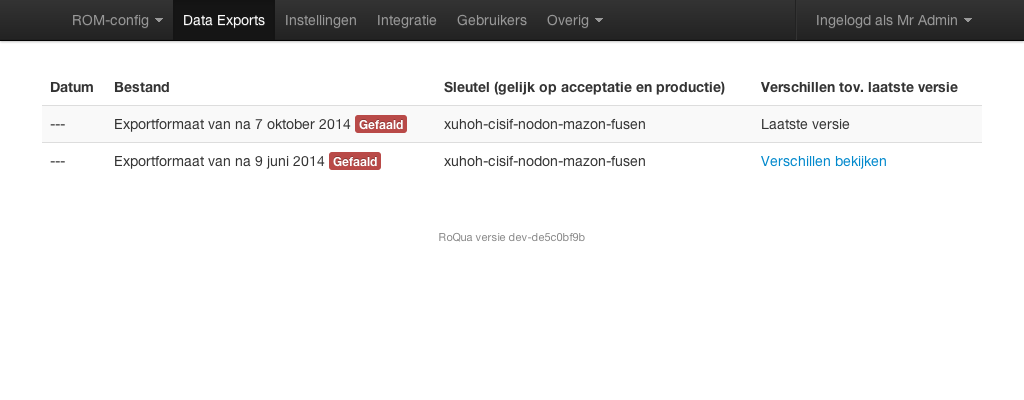 ROM-config Data Exports Instellingen Integratie Gebruikers Overig Ingelogd als Mr Admin
Datum Bestand Sleutel (gelijk op acceptatie en productie) Verschillen tov. laatste versie
--- Exportformaat van na 7 oktober 2014 Gefaald xuhoh-cisif-nodon-mazon-fusen Laatste versie
--- Exportformaat van na 9 juni 2014 Gefaald xuhoh-cisif-nodon-mazon-fusen Verschillen bekijken
RoQua versie dev-de5c0bf9b